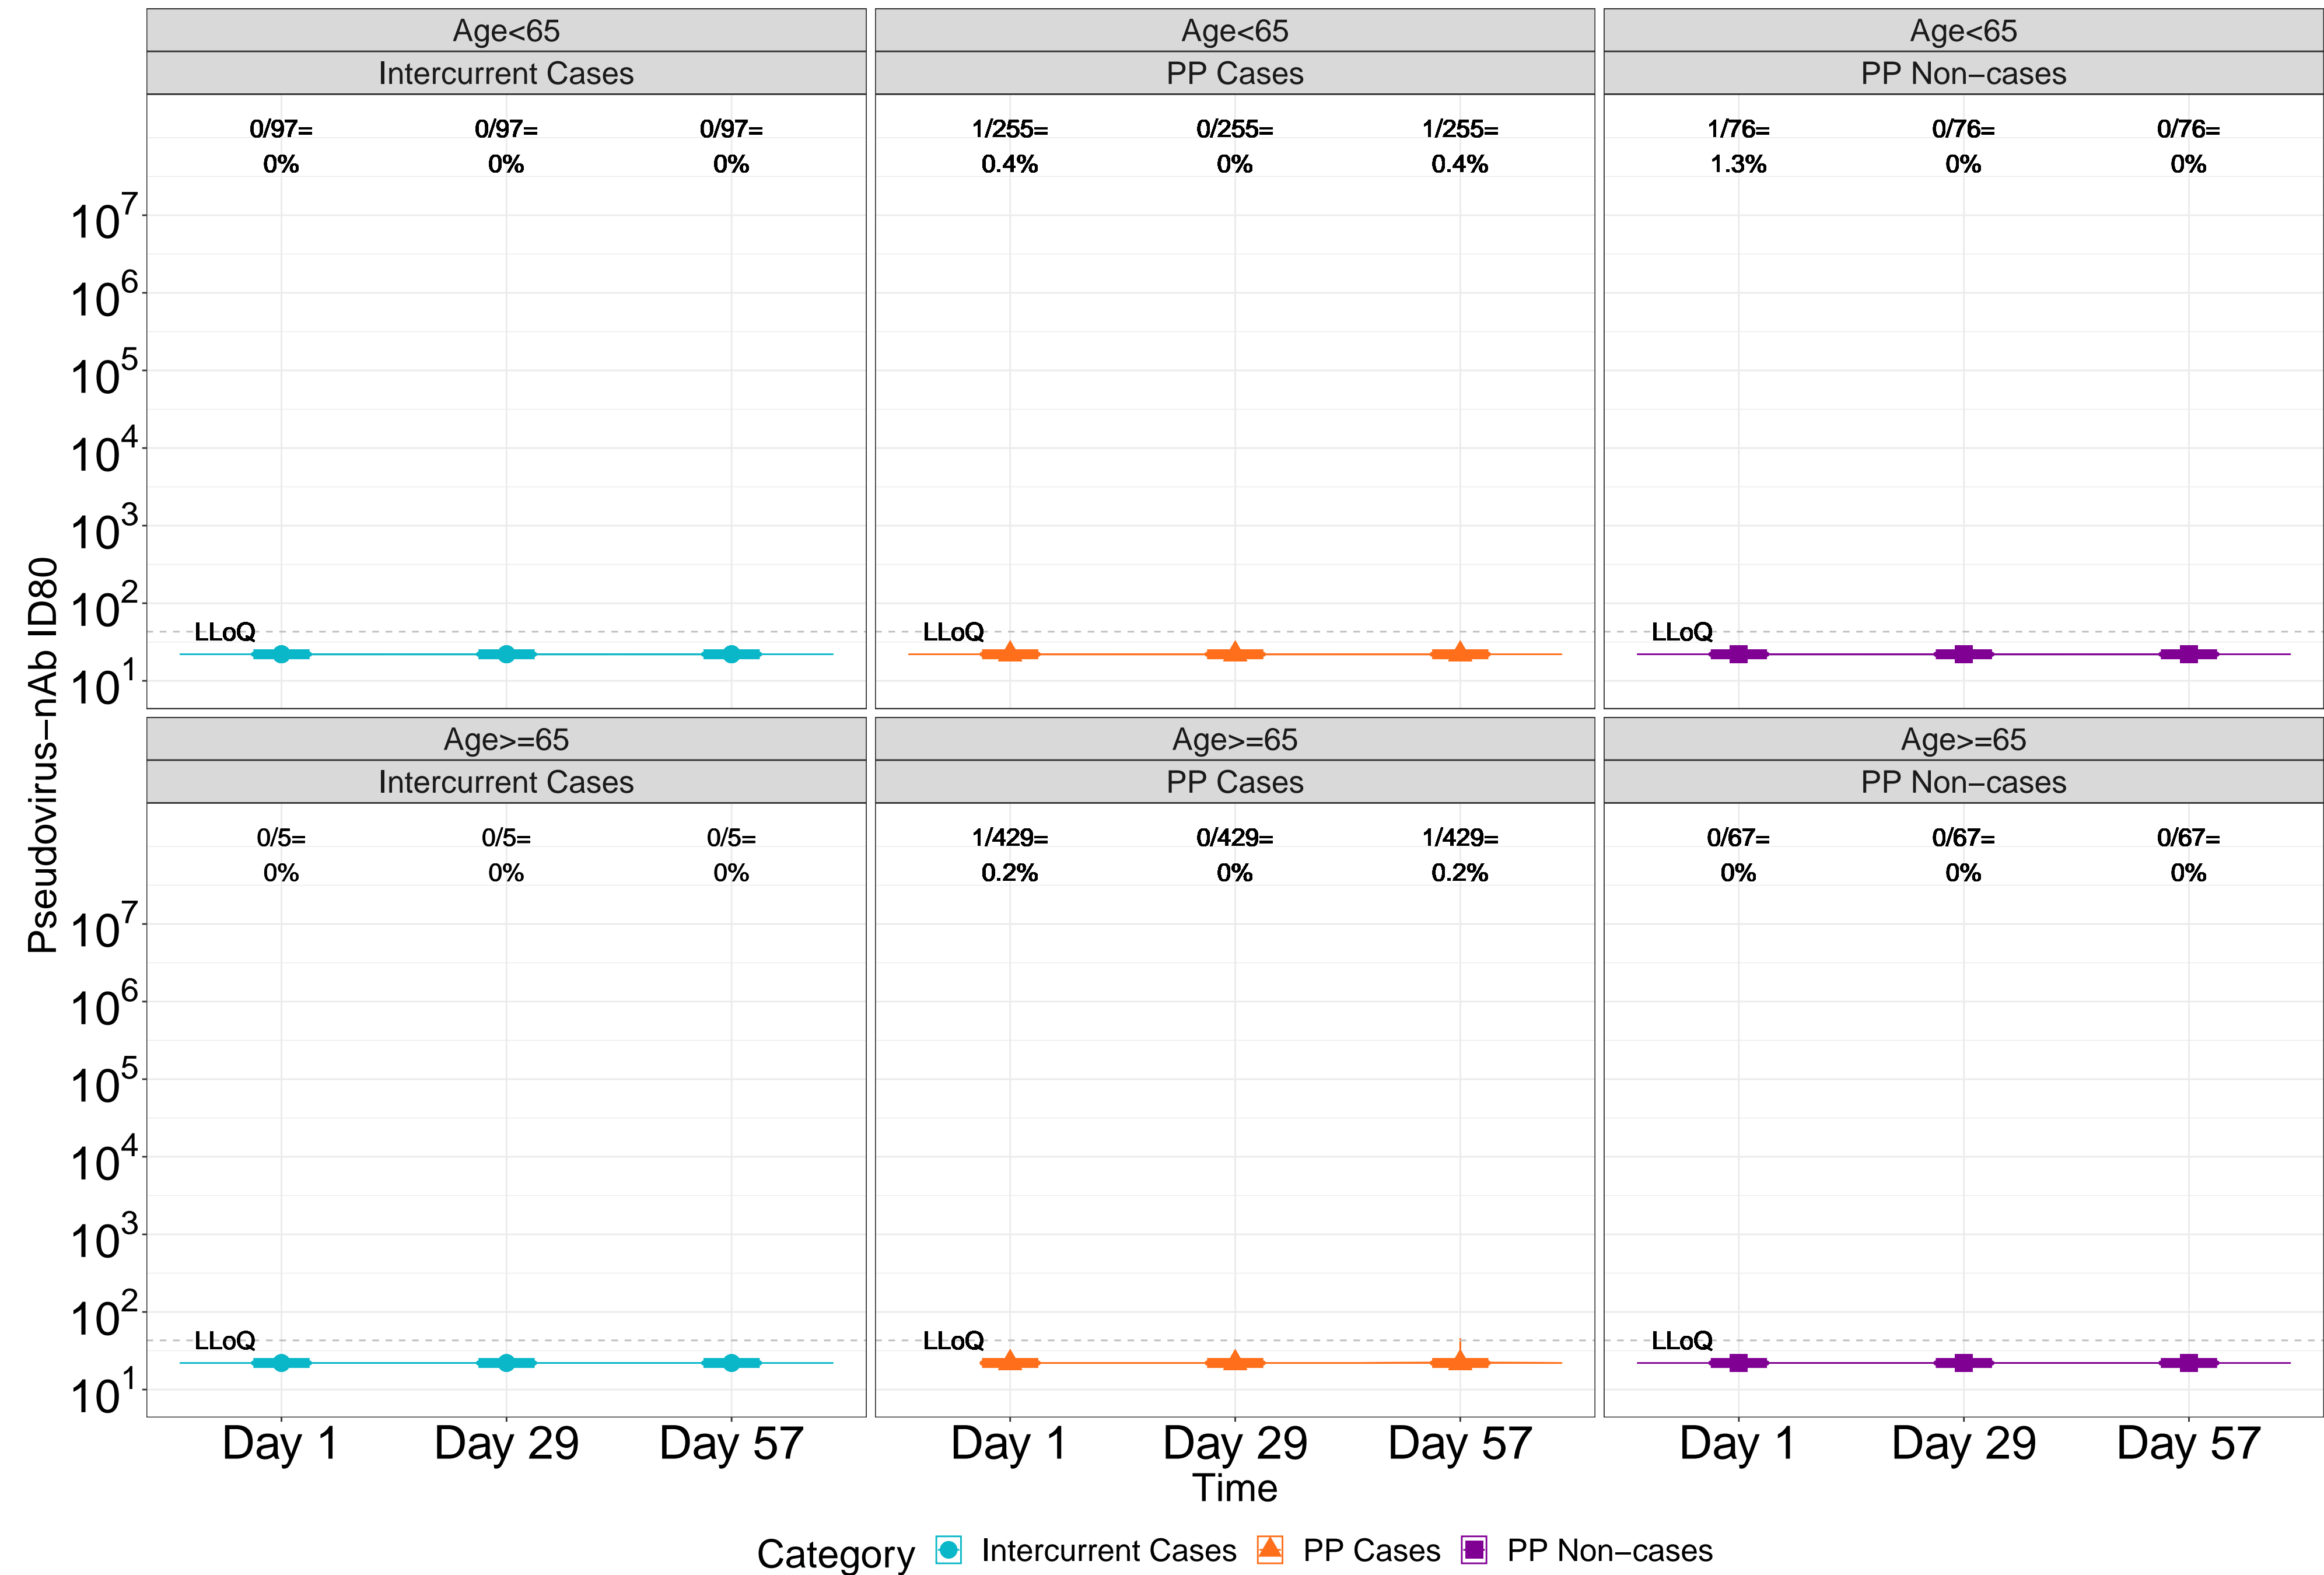 Age<65 Age<65 Age<65
Intercurrent Cases PP Cases PP Non−cases
0/97= 0/97= 0/97= 1/255= 0/255= 1/255= 1/76= 0/76= 0/76=
0% 0% 0% 0.4% 0% 0.4% 1.3% 0% 0%
10^7
10^6
10^5
10^4
10^3
10^2
LLoQ LLoQ LLoQ
10^1
Pseudovirus−nAb ID80
Age>=65 Age>=65 Age>=65
Intercurrent Cases PP Cases PP Non−cases
0/5= 0/5= 0/5= 1/429= 0/429= 1/429= 0/67= 0/67= 0/67=
0% 0% 0% 0.2% 0% 0.2% 0% 0% 0%
10^7
10^6
10^5
10^4
10^3
10^2
LLoQ LLoQ LLoQ
10^1
Day 1 Day 29 Day 57 Day 1 Day 29 Day 57 Day 1 Day 29 Day 57
Time
Category Intercurrent Cases PP Cases PP Non−cases